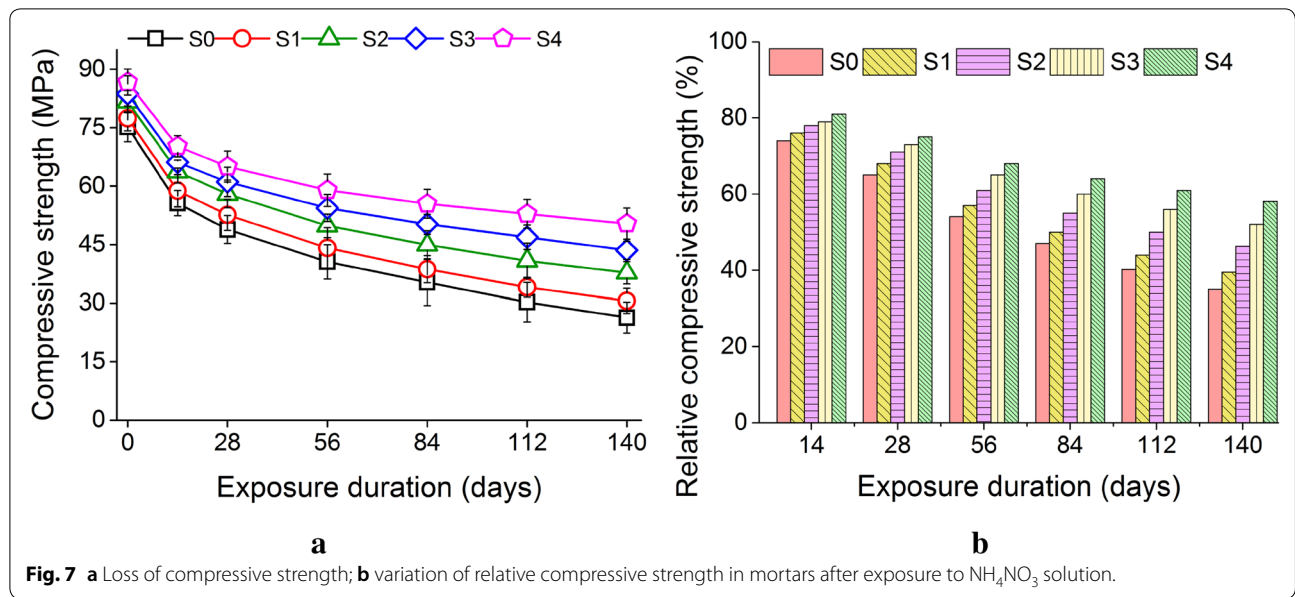 S0 S1 S2 S3 S4
Compressive strength (MPa)
90
75
60
45
30
15
0
0 28 56 84 112 140
Exposure duration (days)
a
S0 S1 S2 S3 S4
Relative compressive strength (%)
100
80
60
40
20
0
14 28 56 84 112 140
Exposure duration (days)
b
Fig. 7 a Loss of compressive strength; b variation of relative compressive strength in mortars after exposure to NH₄NO₃ solution.